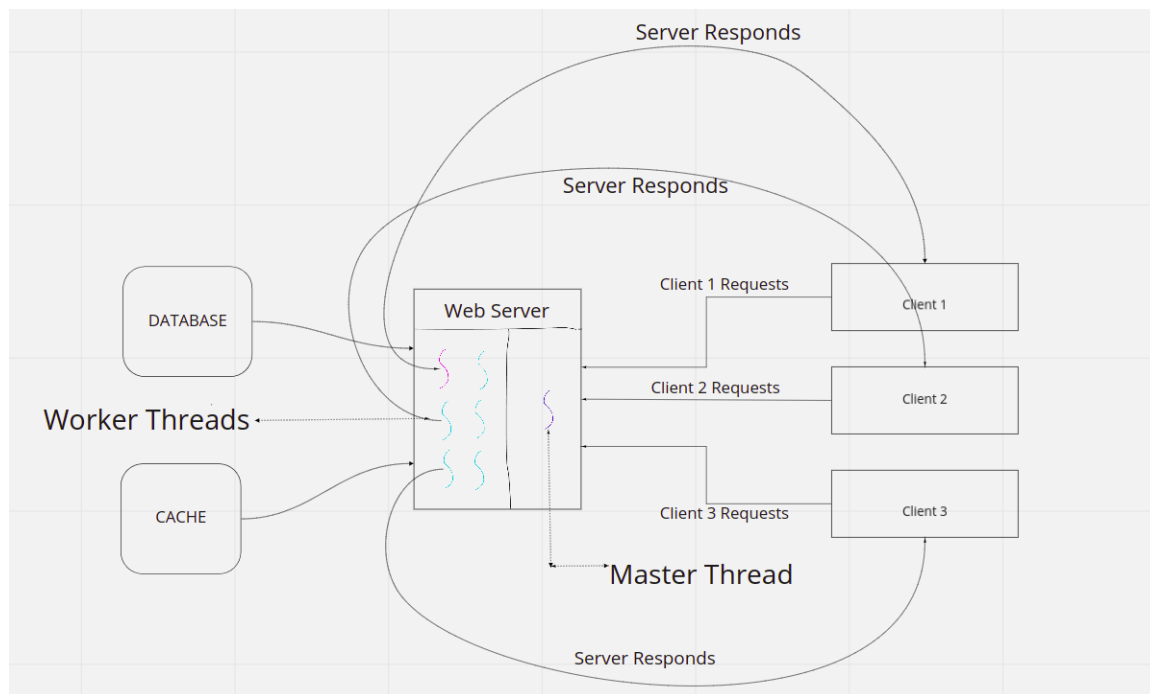 Server Responds
Server Responds
Client 1 Requests
Client 1
DATABASE
Web Server
Client 2 Requests
Client 2
Worker Threads
CACHE
Client 3 Requests
Client 3
Master Thread
Server Responds